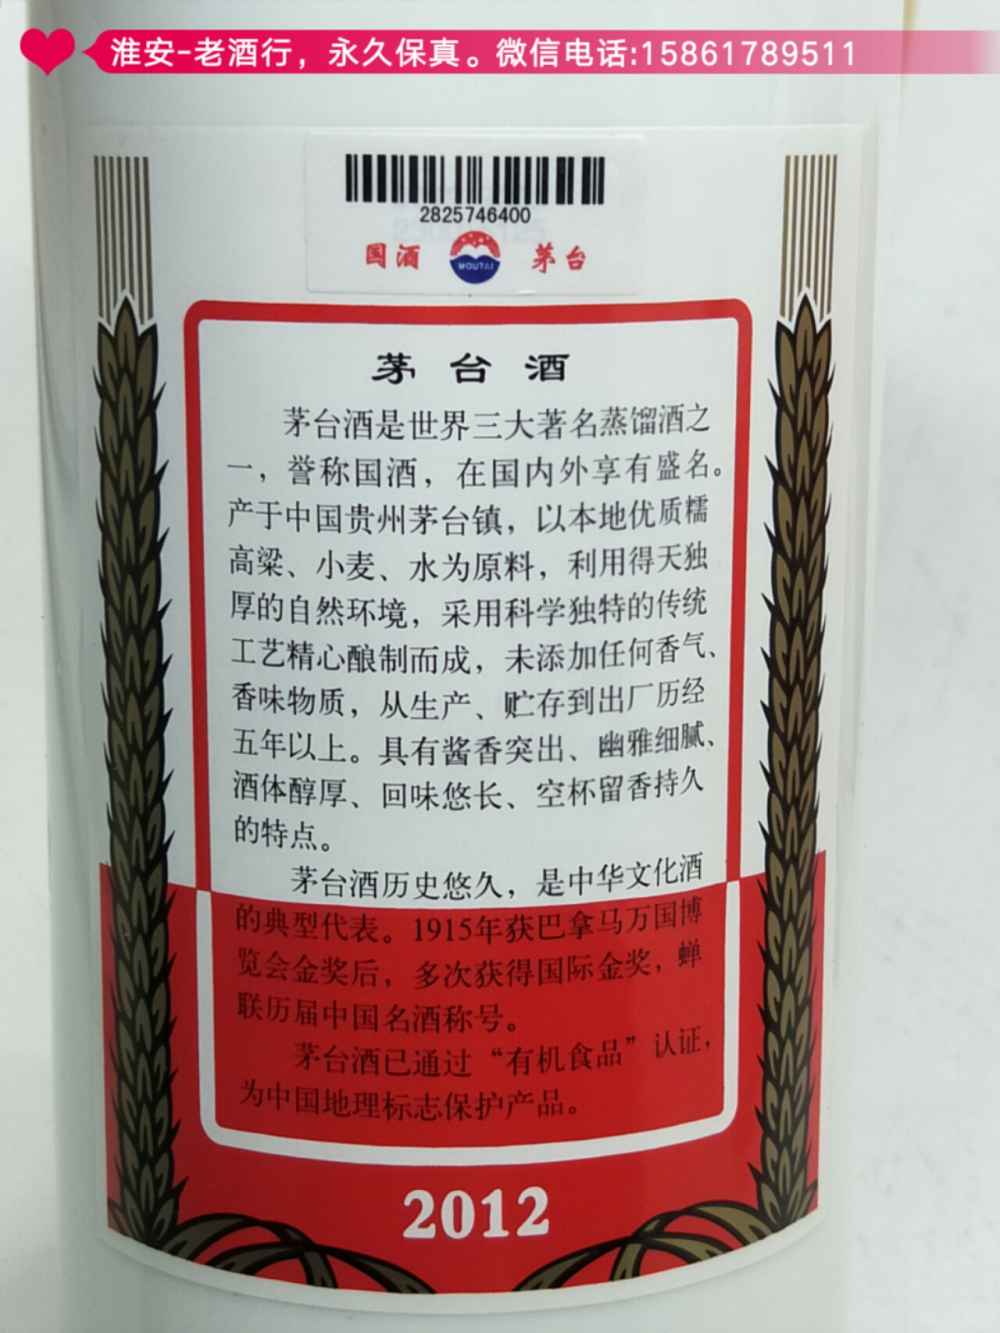 淮安-老酒行，永久保真。微信电话:15861789511
2825746400
国酒 MOUTAI 茅台
茅台酒
茅台酒是世界三大著名蒸馏酒之
一，誉称国酒，在国内外享有盛名。
产于中国贵州茅台镇，以本地优质糯
高粱、小麦、水为原料，利用得天独
厚的自然环境，采用科学独特的传统
工艺精心酿制而成，未添加任何香气、
香味物质，从生产、贮存到出厂历经
五年以上。具有酱香突出、幽雅细腻、
酒体醇厚、回味悠长、空杯留香持久
的特点。
茅台酒历史悠久，是中华文化酒
的典型代表。1915年获巴拿马万国博
览会金奖后，多次获得国际金奖，蝉
联历届中国名酒称号。
茅台酒已通过“有机食品”认证，
为中国地理标志保护产品。
2012